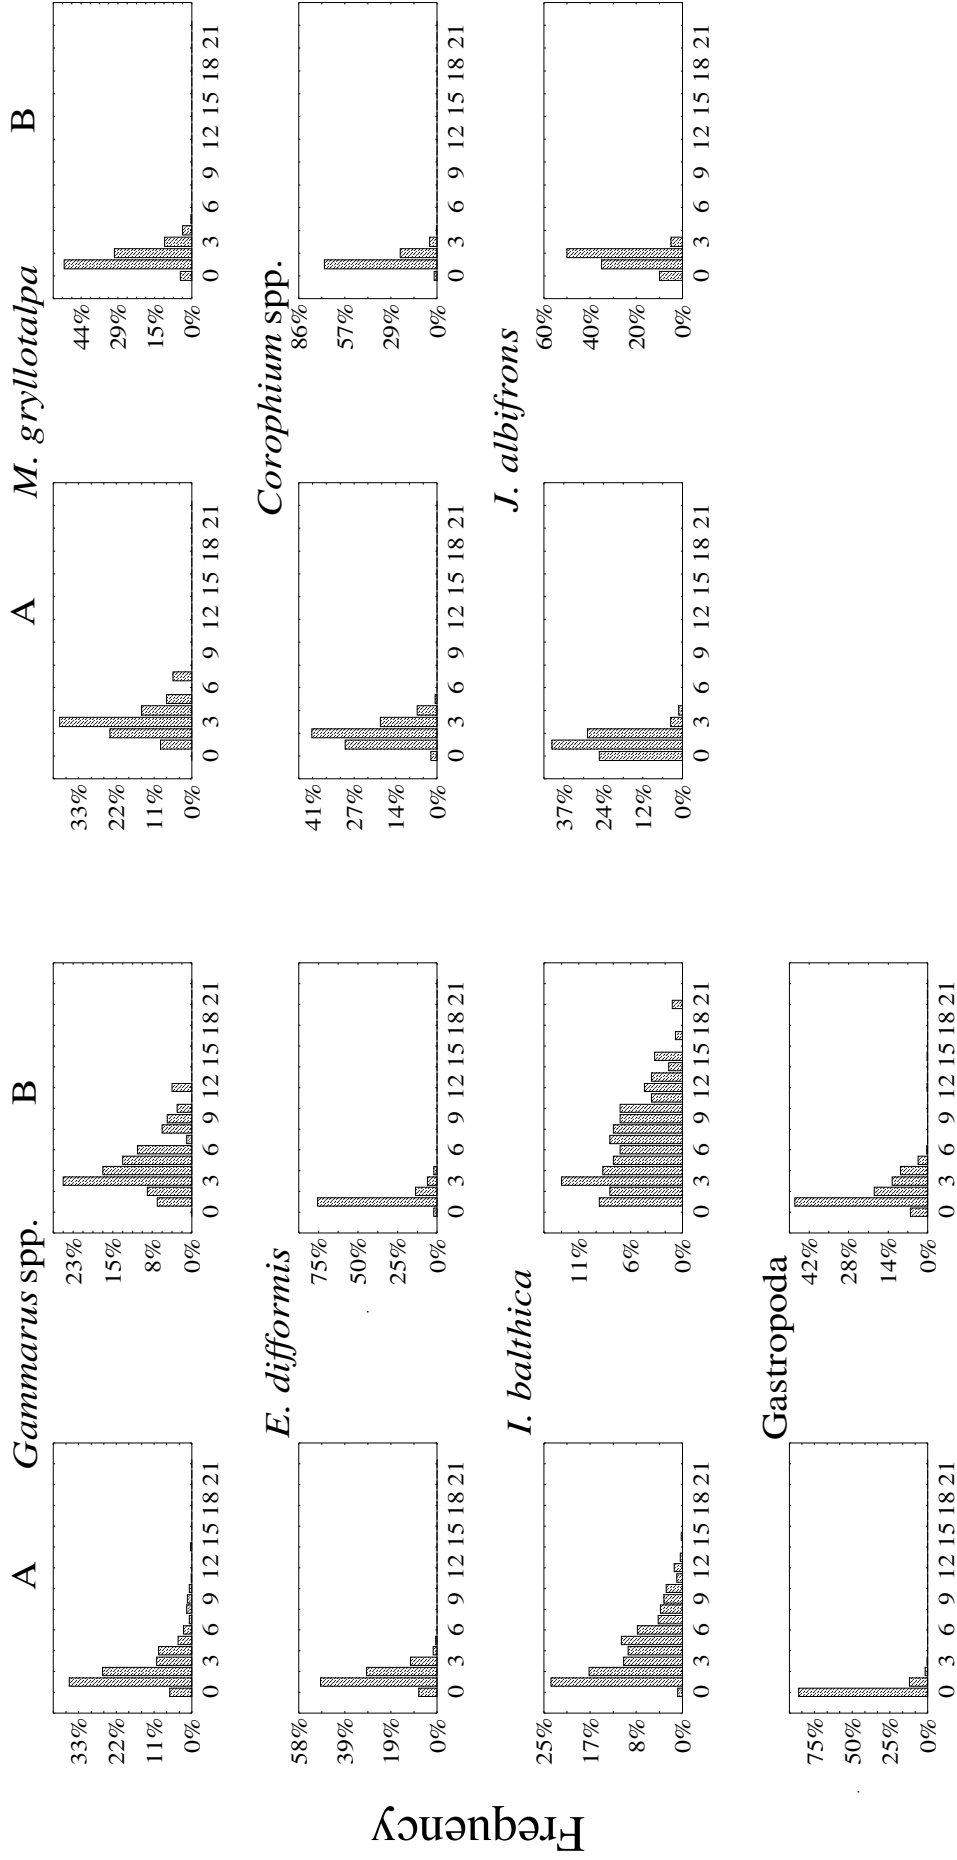 A Gammarus spp. B
A M. gryllotalpa B
33%
22%
11%
0%
0 3 6 9 12 15 18 21
23%
15%
8%
0%
0 3 6 9 12 15 18 21
33%
22%
11%
0%
0 3 6 9 12 15 18 21
44%
29%
15%
0%
0 3 6 9 12 15 18 21
E. difformis
Corophium spp.
58%
39%
19%
0%
0 3 6 9 12 15 18 21
75%
50%
25%
0%
0 3 6 9 12 15 18 21
41%
27%
14%
0%
0 3 6 9 12 15 18 21
86%
57%
29%
0%
0 3 6 9 12 15 18 21
Frequency
I. balthica
J. albifrons
25%
17%
8%
0%
0 3 6 9 12 15 18 21
11%
6%
0%
0 3 6 9 12 15 18 21
37%
24%
12%
0%
0 3 6 9 12 15 18 21
60%
40%
20%
0%
0 3 6 9 12 15 18 21
Gastropoda
75%
50%
25%
0%
0 3 6 9 12 15 18 21
42%
28%
14%
0%
0 3 6 9 12 15 18 21